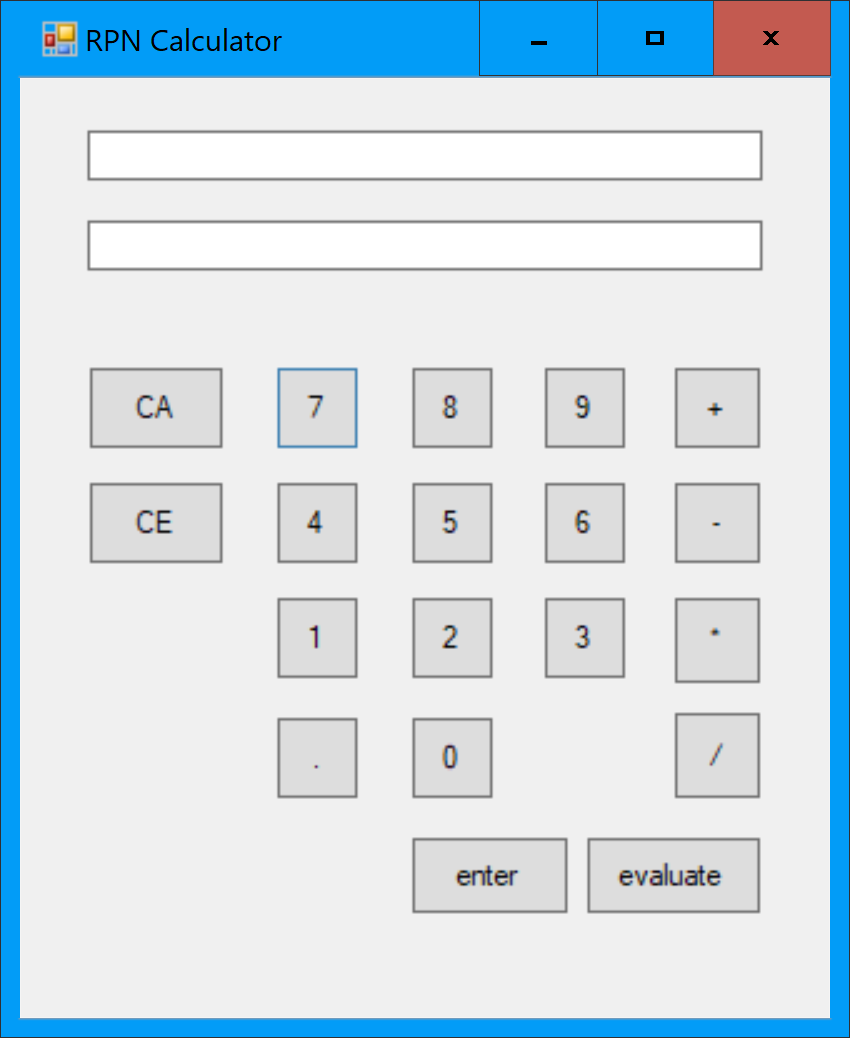 RPN Calculator
CA 7 8 9 +
CE 4 5 6 -
1 2 3 *
. 0 /
enter evaluate